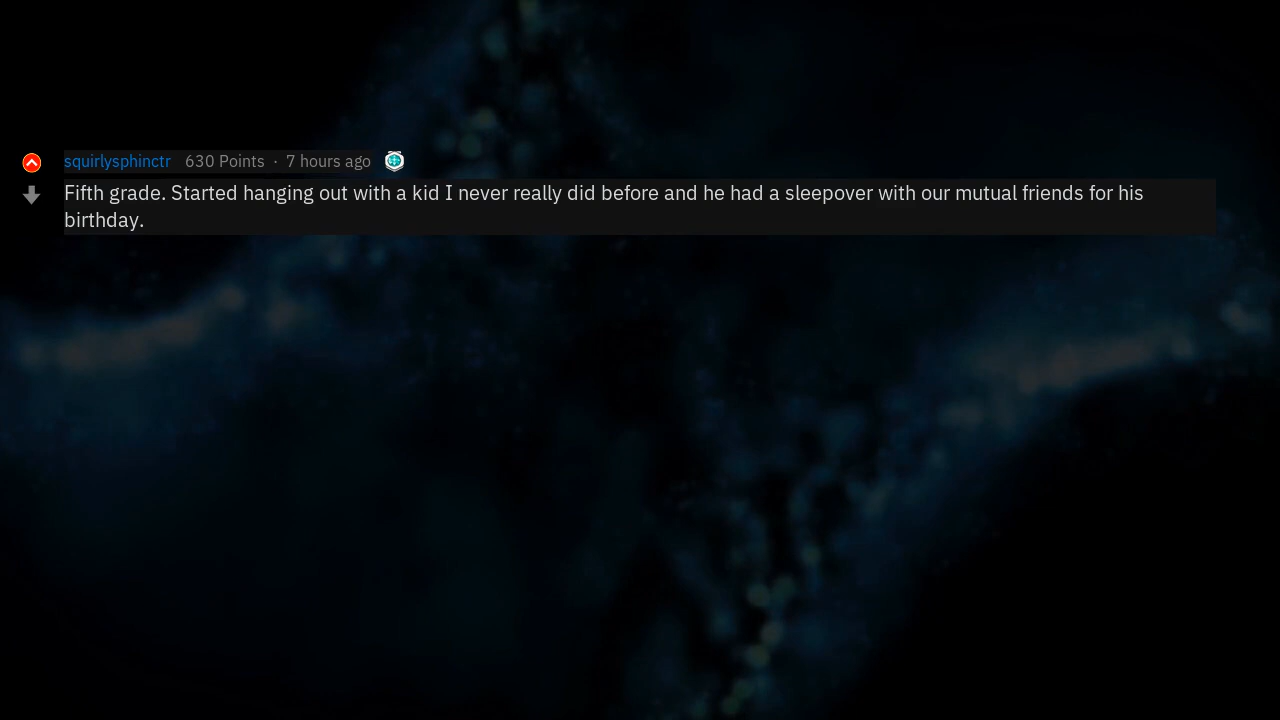 squirlysphinctr 630 Points · 7 hours ago
Fifth grade. Started hanging out with a kid I never really did before and he had a sleepover with our mutual friends for his
birthday.